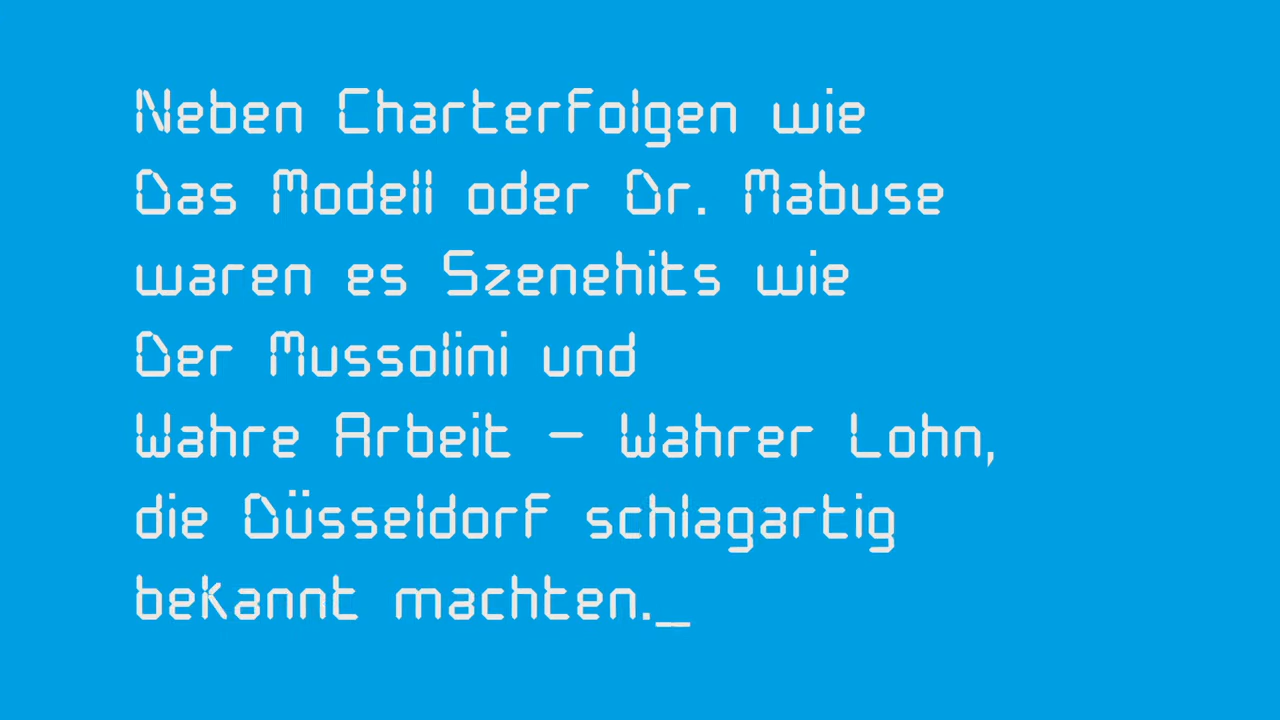 Neben Charterfolgen wie
Das Modell oder Dr. Mabuse
waren es Szenehits wie
Der Mussolini und
Wahre Arbeit – Wahrer Lohn,
die Düsseldorf schlagartig
bekannt machten._